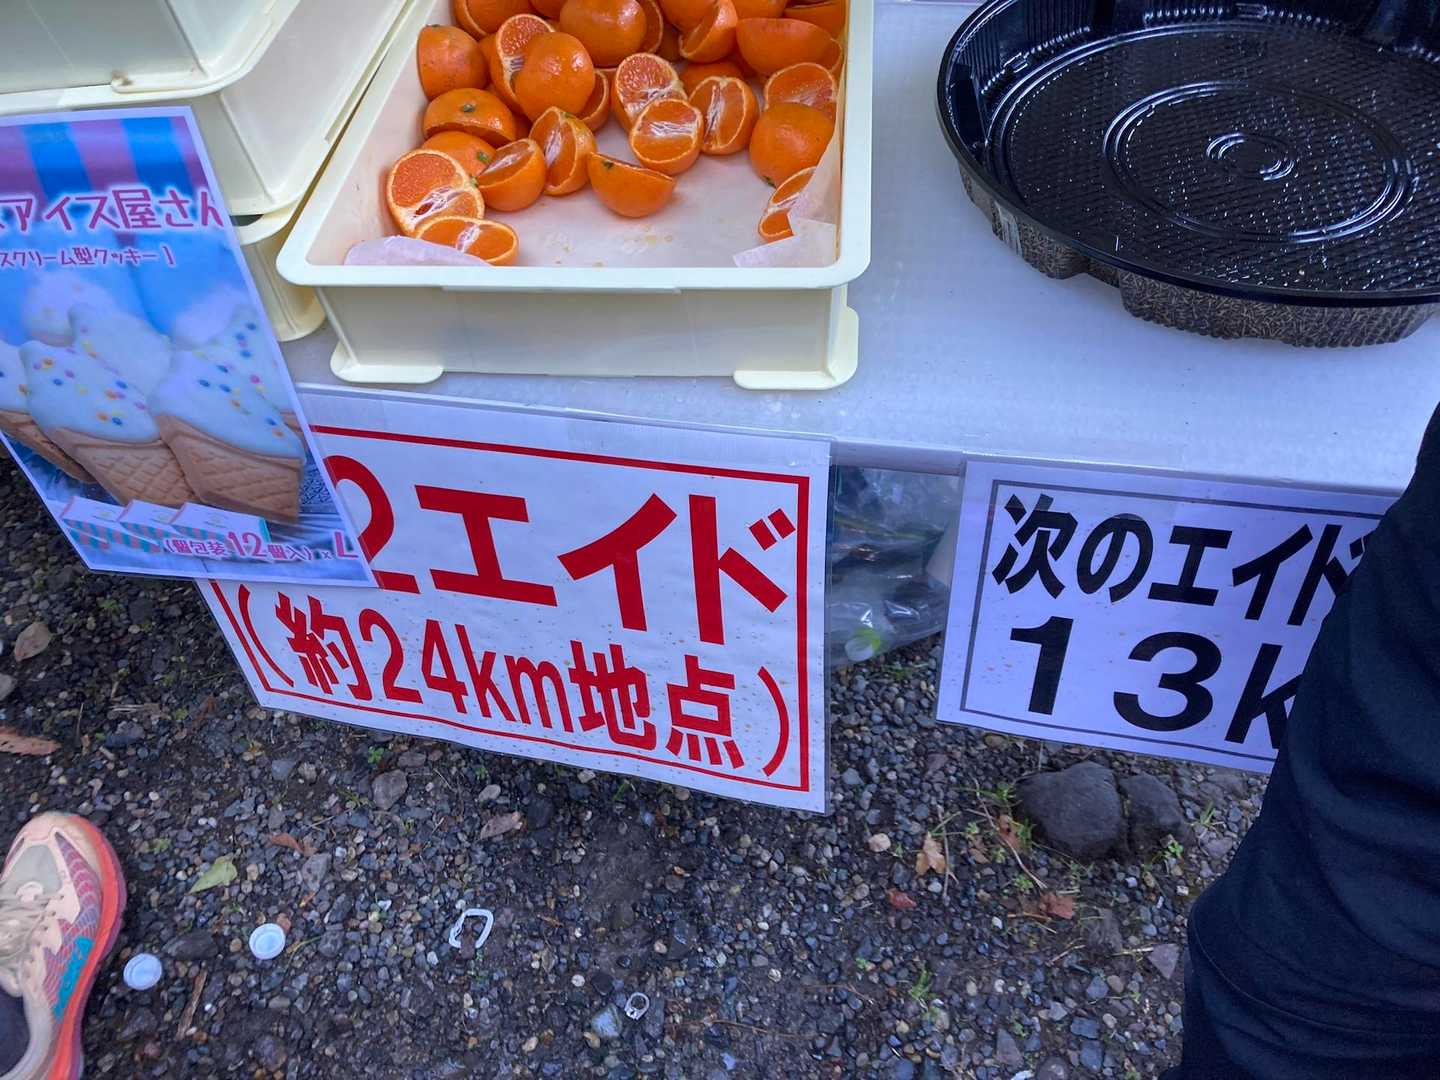 アイス屋さん
スクリーム型クッキー】
(個包装12個入)×4
2エイド
(約24km地点)
次のエイド
13k